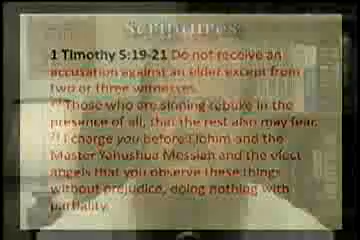 Scriptures
1 Timothy 5:19-21 Do not receive an
accusation against an elder except from
two or three witnesses.
20 Those who are sinning rebuke in the
presence of all, that the rest also may fear.
21 I charge you before Elohim and the
Master Yahushua Messiah and the elect
angels that you observe these things
without prejudice, doing nothing with
partiality.